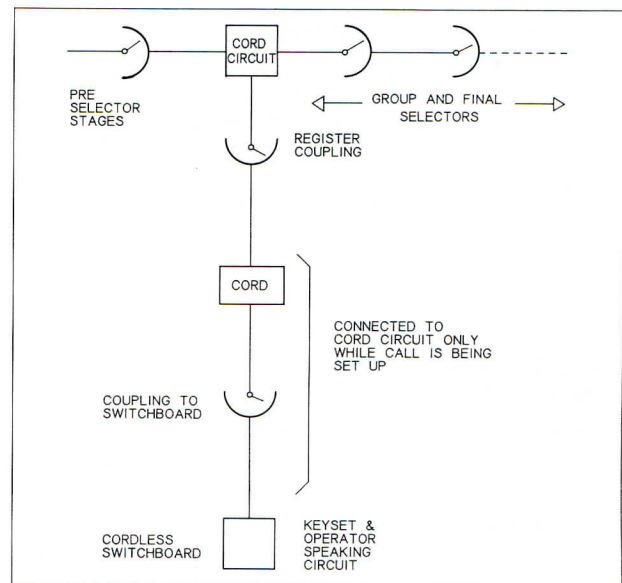 CORD
CIRCUIT
PRE
SELECTOR
STAGES
GROUP AND FINAL
SELECTORS
REGISTER
COUPLING
CORD
CONNECTED TO
CORD CIRCUIT ONLY
WHILE CALL IS BEING
SET UP
COUPLING TO
SWITCHBOARD
CORDLESS
SWITCHBOARD
KEYSET &
OPERATOR
SPEAKING
CIRCUIT